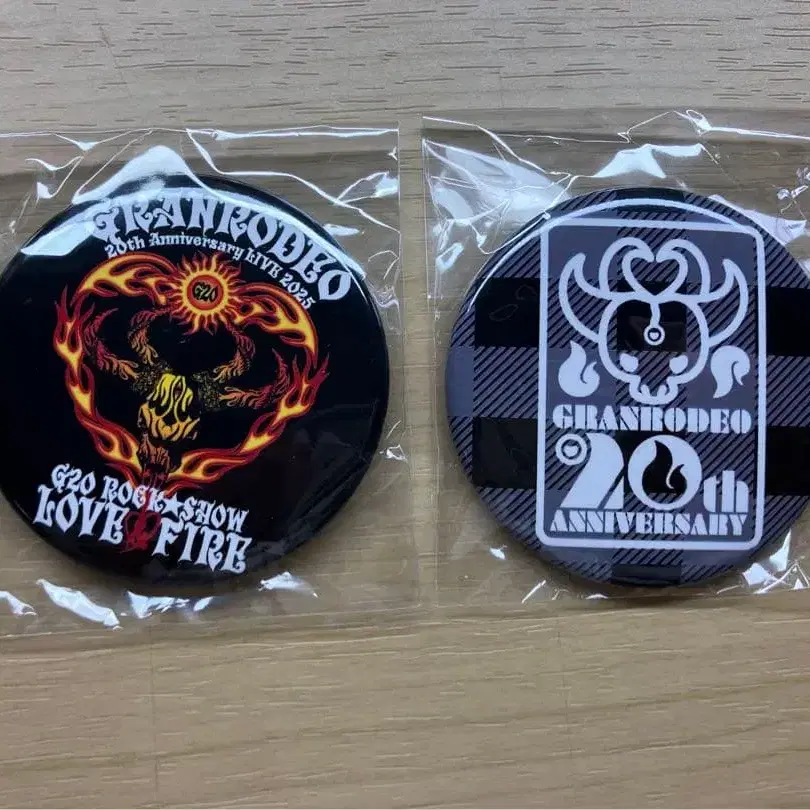 GRANRODEO
20th Anniversary LIVE 2025
G20
G20 ROCK★SHOW
LOVE FIRE
GRANRODEO
20th
ANNIVERSARY